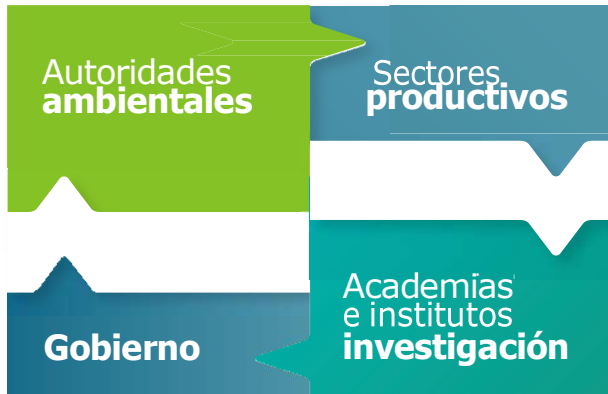 Autoridades
ambientales
Sectores
productivos
Academias
e institutos
investigación
Gobierno